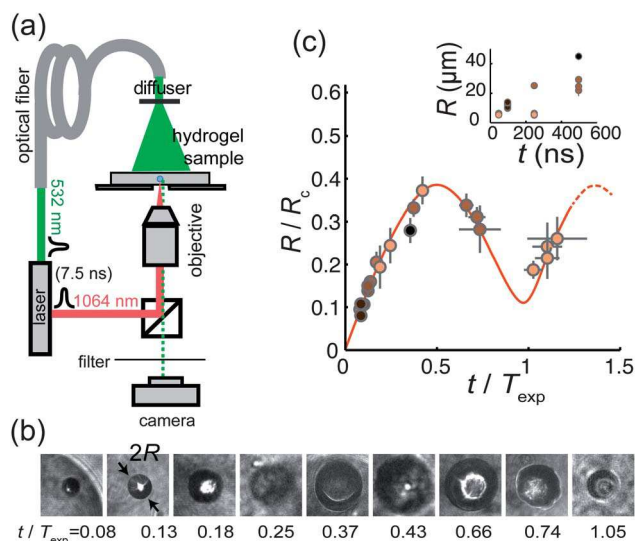 (a)
optical fiber
diffuser
hydrogel
sample
532 nm
objective
(7.5 ns)
laser
1064 nm
filter
camera
(c)
R (µm)
40
20
0
0 200 400 600
t (ns)
R / Rc
0.6
0.5
0.4
0.3
0.2
0.1
0
0 0.5 1 1.5
t / Texp
(b)
2R
t / Texp=0.08 0.13 0.18 0.25 0.37 0.43 0.66 0.74 1.05